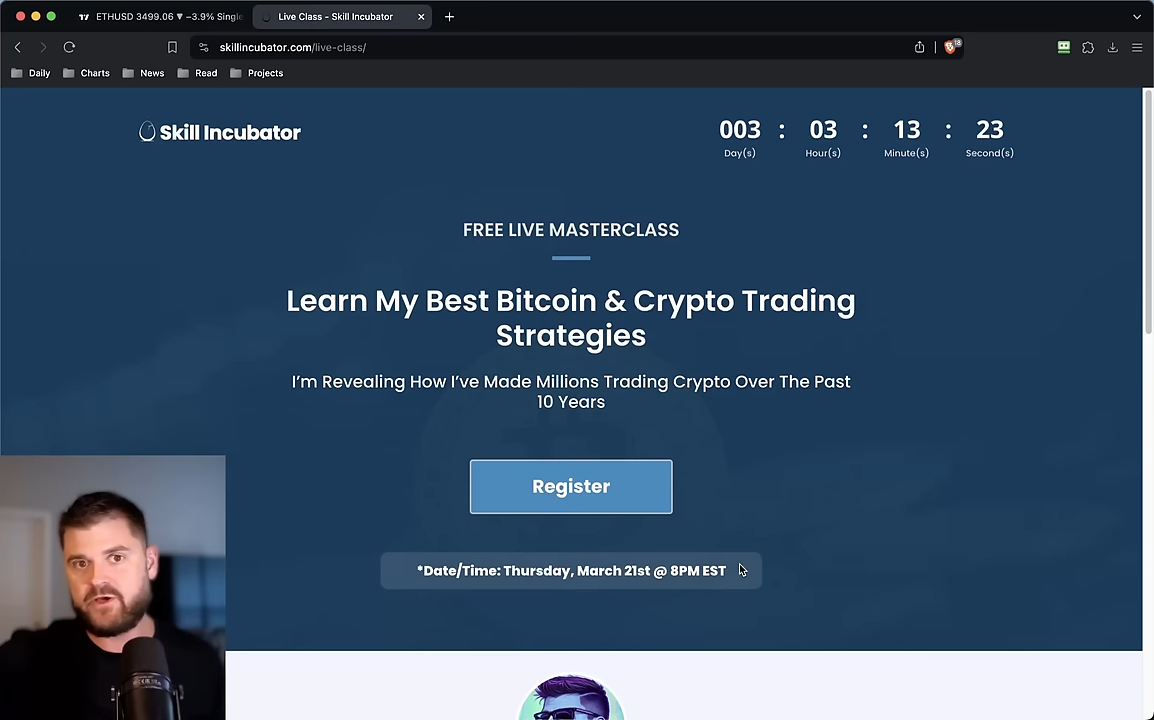 ETHUSD 3499.06 ▼ −3.9% Single
Live Class - Skill Incubator
skillincubator.com/live-class/
18
Daily
Charts
News
Read
Projects
Skill Incubator
003 : 03 : 13 : 23
Day(s) Hour(s) Minute(s) Second(s)
FREE LIVE MASTERCLASS
Learn My Best Bitcoin & Crypto Trading
Strategies
I'm Revealing How I've Made Millions Trading Crypto Over The Past
10 Years
Register
*Date/Time: Thursday, March 21st @ 8PM EST